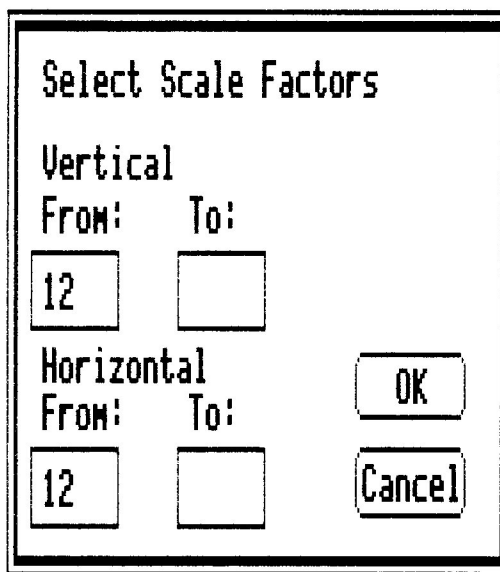 Select Scale Factors
Vertical
From: To:
12
Horizontal
From: To:
12
OK
Cancel